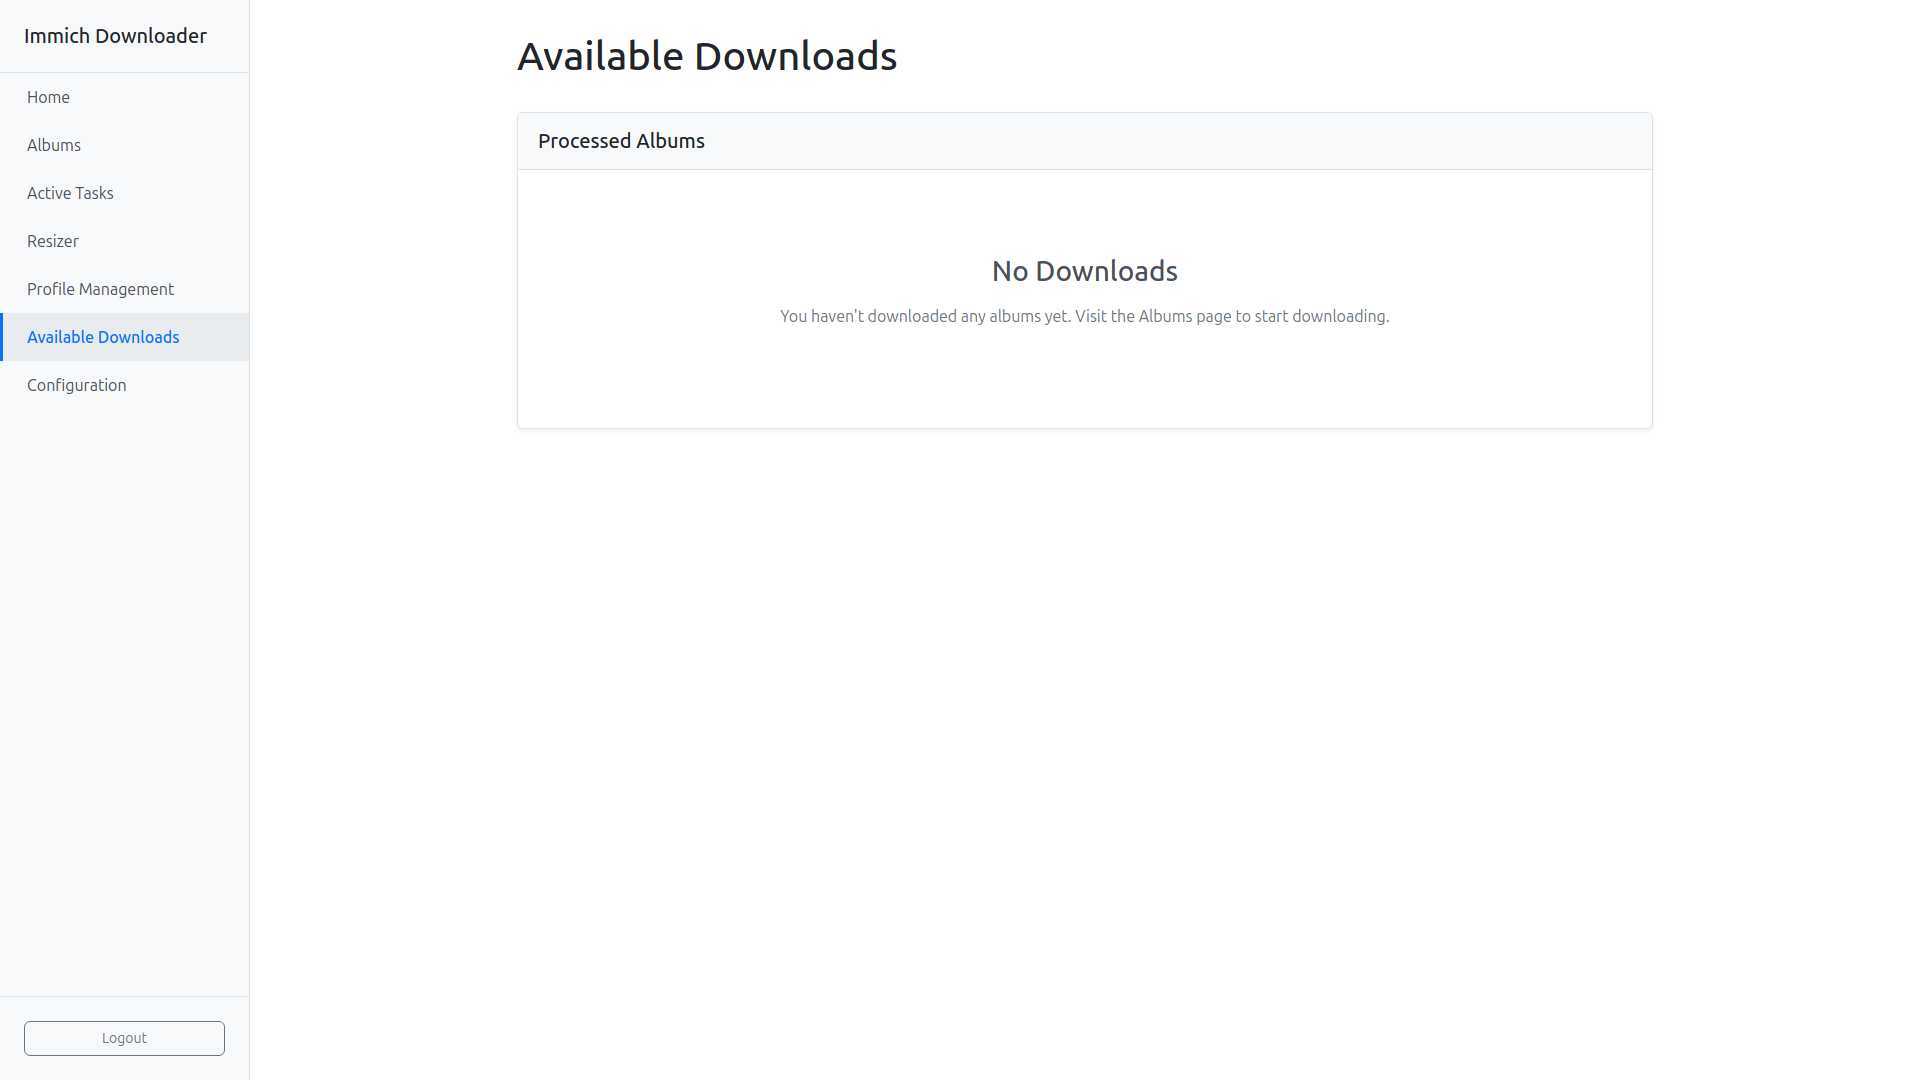 Immich Downloader
Home
Albums
Active Tasks
Resizer
Profile Management
Available Downloads
Configuration
Logout
Available Downloads
Processed Albums
No Downloads
You haven't downloaded any albums yet. Visit the Albums page to start downloading.